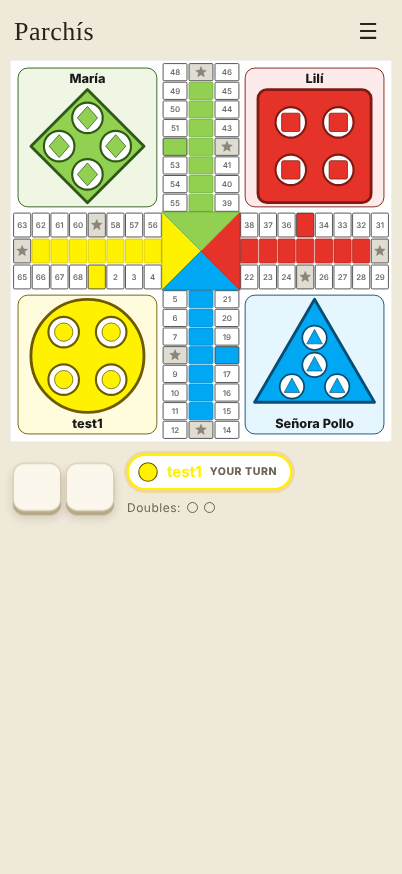 Parchís ☰
María
Lilí
48 46
49 45
50 44
51 43
53 41
54 40
55 39
63 62 61 60 58 57 56
38 37 36 34 33 32 31
65 66 67 68 2 3 4
22 23 24 26 27 28 29
5 21
6 20
7 19
9 17
10 16
11 15
12 14
test1
Señora Pollo
test1 YOUR TURN
Doubles: